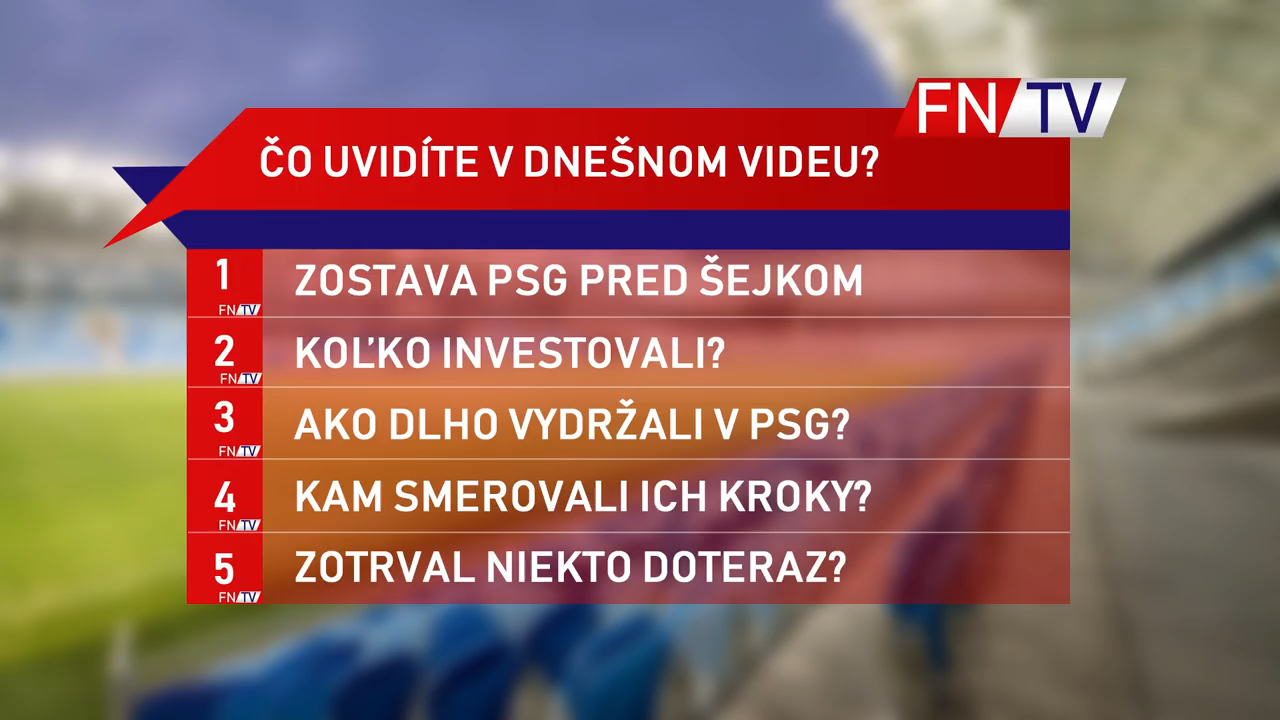 FN/TV
ČO UVIDÍTE V DNEŠNOM VIDEU?
1
FN/TV
ZOSTAVA PSG PRED ŠEJKOM
2
FN/TV
KOĽKO INVESTOVALI?
3
FN/TV
AKO DLHO VYDRŽALI V PSG?
4
FN/TV
KAM SMEROVALI ICH KROKY?
5
FN/TV
ZOTRVAL NIEKTO DOTERAZ?